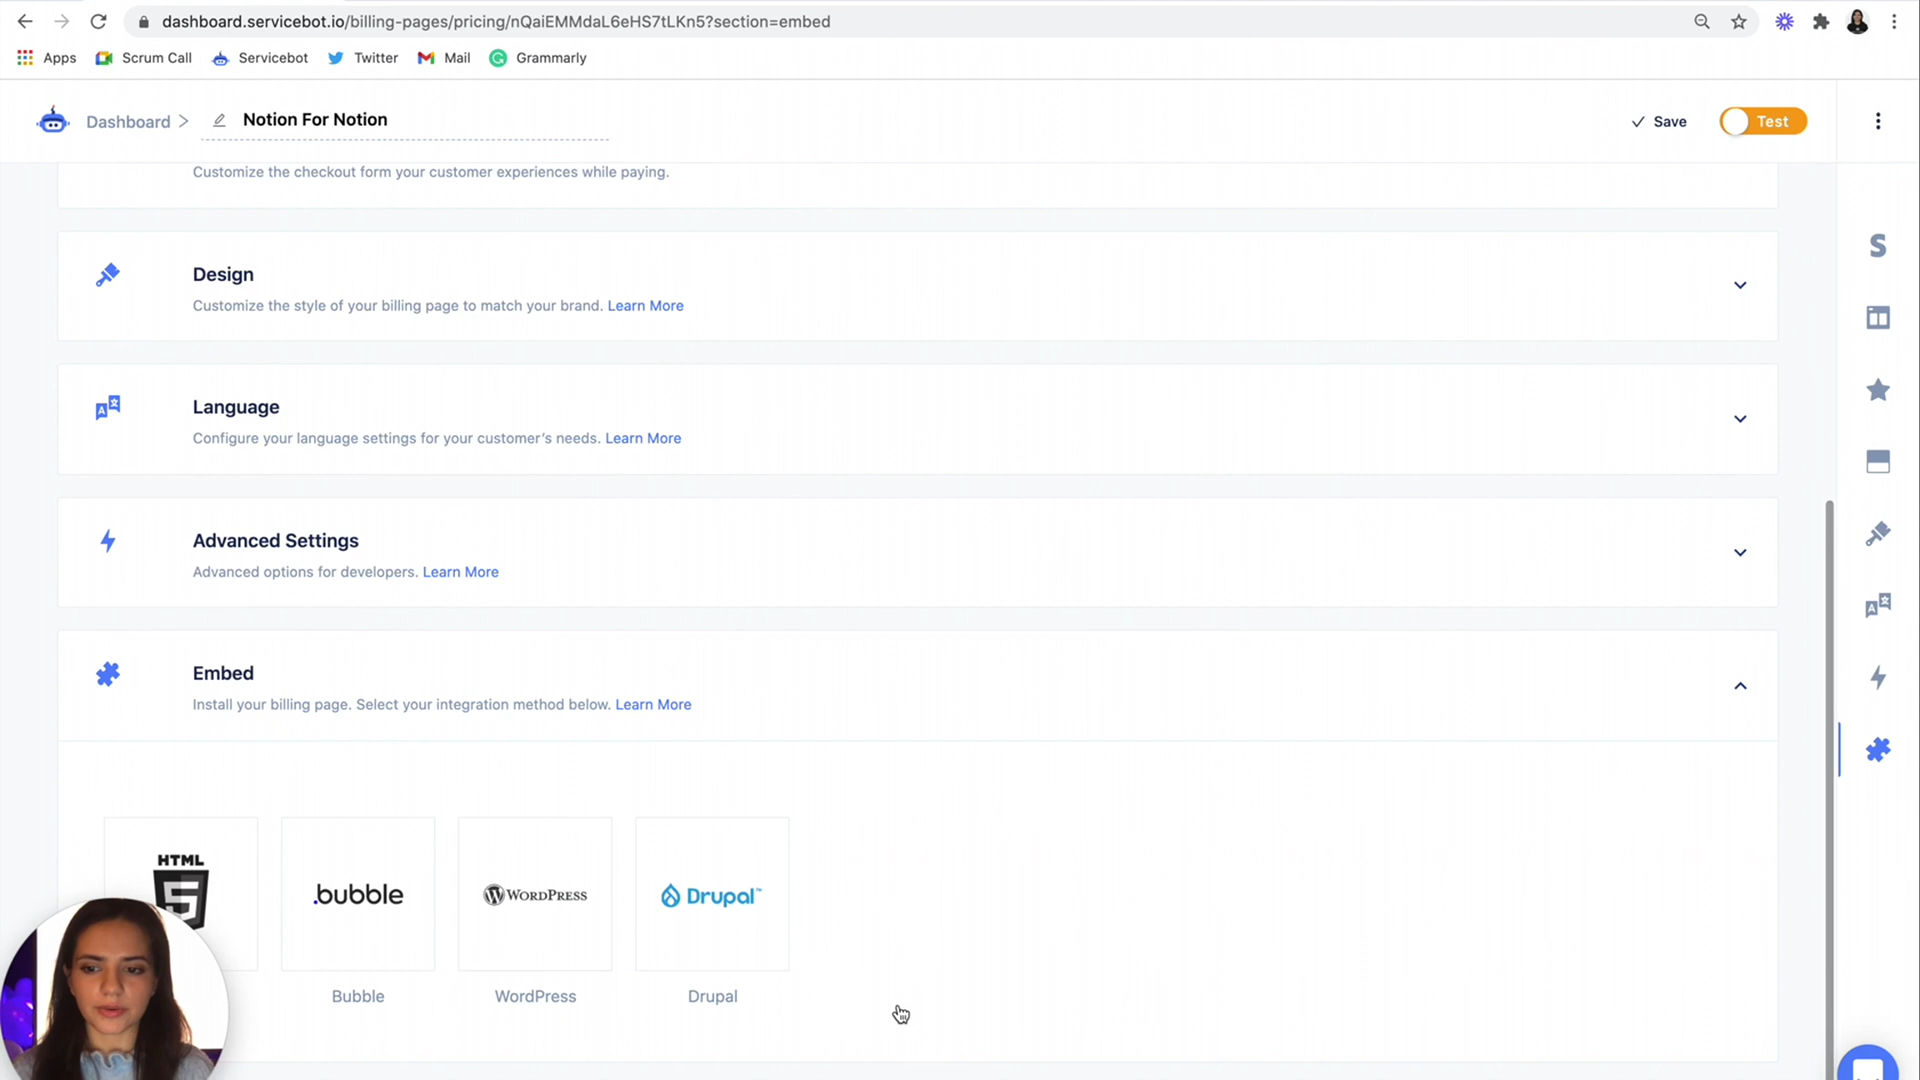 dashboard.servicebot.io/billing-pages/pricing/nQaiEMMdaL6eHS7tLKn5?section=embed
Apps Scrum Call Servicebot Twitter Mail Grammarly
Dashboard > Notion For Notion Save Test
Customize the checkout form your customer experiences while paying.
S
Design
Customize the style of your billing page to match your brand. Learn More
Language
Configure your language settings for your customer's needs. Learn More
Advanced Settings
Advanced options for developers. Learn More
Embed
Install your billing page. Select your integration method below. Learn More
HTML
5
.bubble
WORDPRESS
Drupal™
Bubble
WordPress
Drupal